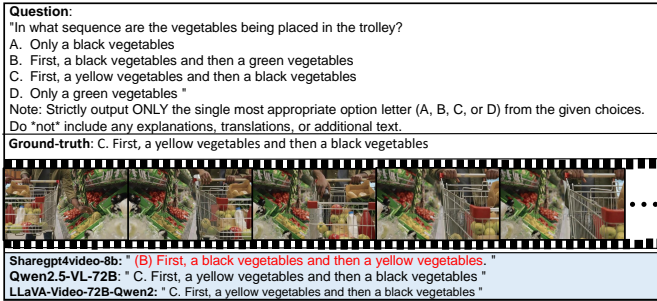 Question:
"In what sequence are the vegetables being placed in the trolley?
A. Only a black vegetables
B. First, a black vegetables and then a green vegetables
C. First, a yellow vegetables and then a black vegetables
D. Only a green vegetables "
Note: Strictly output ONLY the single most appropriate option letter (A, B, C, or D) from the given choices.
Do *not* include any explanations, translations, or additional text.
Ground-truth: C. First, a yellow vegetables and then a black vegetables
Sharegpt4video-8b: " (B) First, a black vegetables and then a yellow vegetables. "
Qwen2.5-VL-72B: " C. First, a yellow vegetables and then a black vegetables "
LLaVA-Video-72B-Qwen2: " C. First, a yellow vegetables and then a black vegetables "